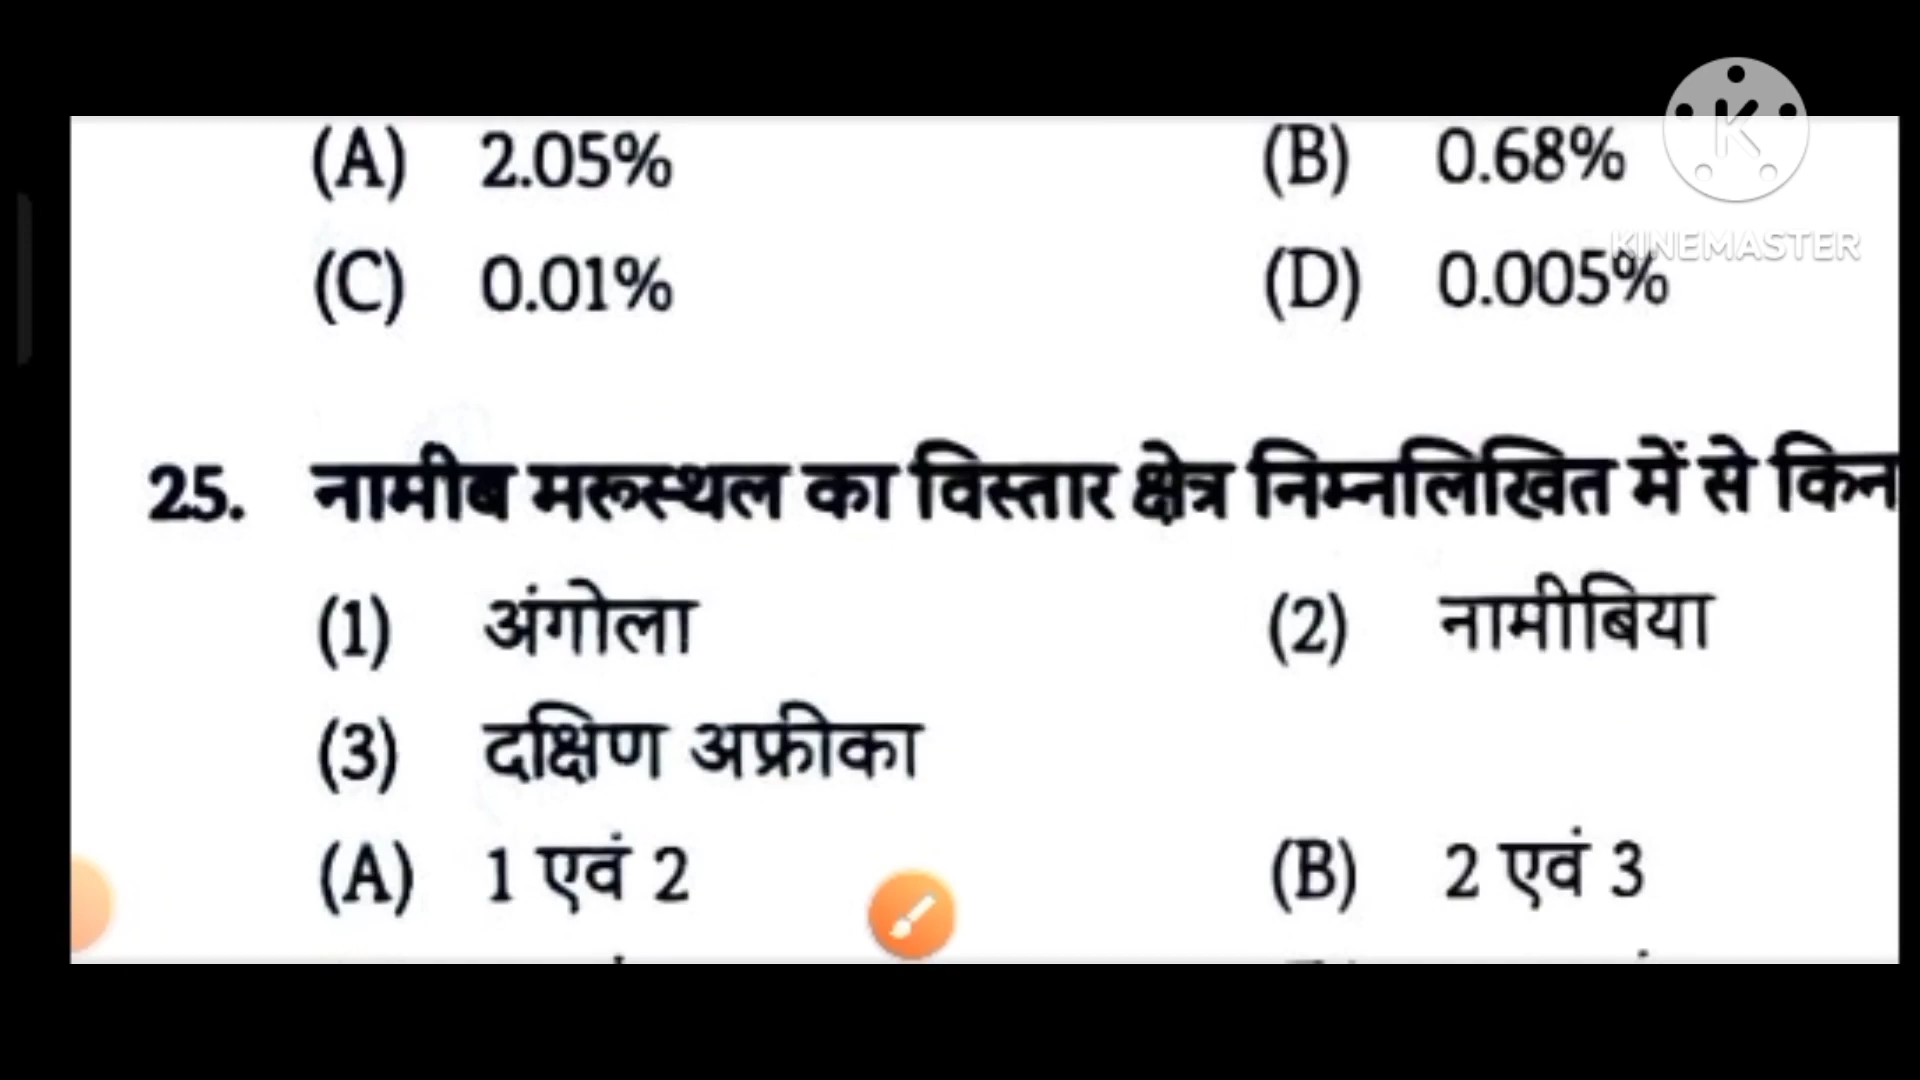 (A) 2.05% (B) 0.68%
KINEMASTER
(C) 0.01% (D) 0.005%
25. नामीब मरूस्थल का विस्तार क्षेत्र निम्नलिखित में से किन
(1) अंगोला (2) नामीबिया
(3) दक्षिण अफ्रीका
(A) 1 एवं 2 (B) 2 एवं 3